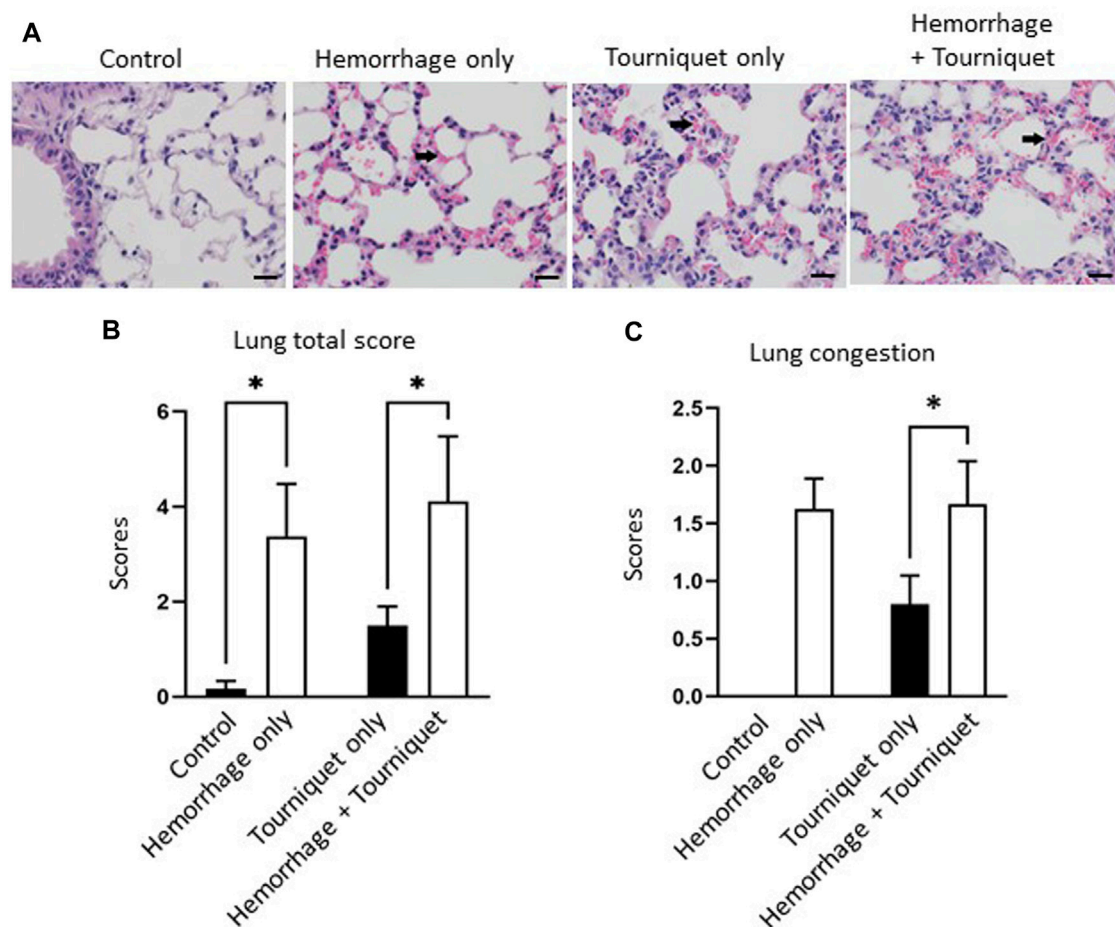 A
Control
Hemorrhage only
Tourniquet only
Hemorrhage
+ Tourniquet
B
Lung total score
*
*
6
4
2
0
Scores
Control
Hemorrhage only
Tourniquet only
Hemorrhage + Tourniquet
C
Lung congestion
*
2.5
2.0
1.5
1.0
0.5
0.0
Scores
Control
Hemorrhage only
Tourniquet only
Hemorrhage + Tourniquet